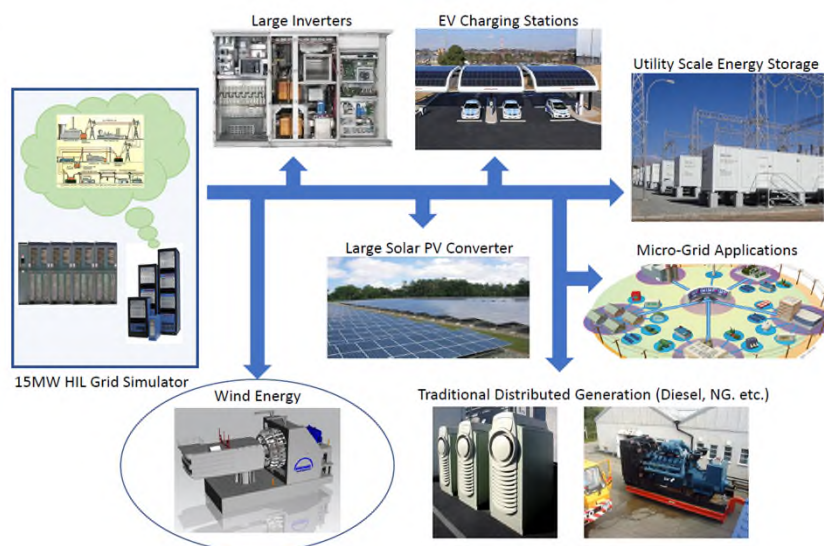 Large Inverters
EV Charging Stations
Utility Scale Energy Storage
Large Solar PV Converter
Micro-Grid Applications
15MW HIL Grid Simulator
Wind Energy
Traditional Distributed Generation (Diesel, NG. etc.)